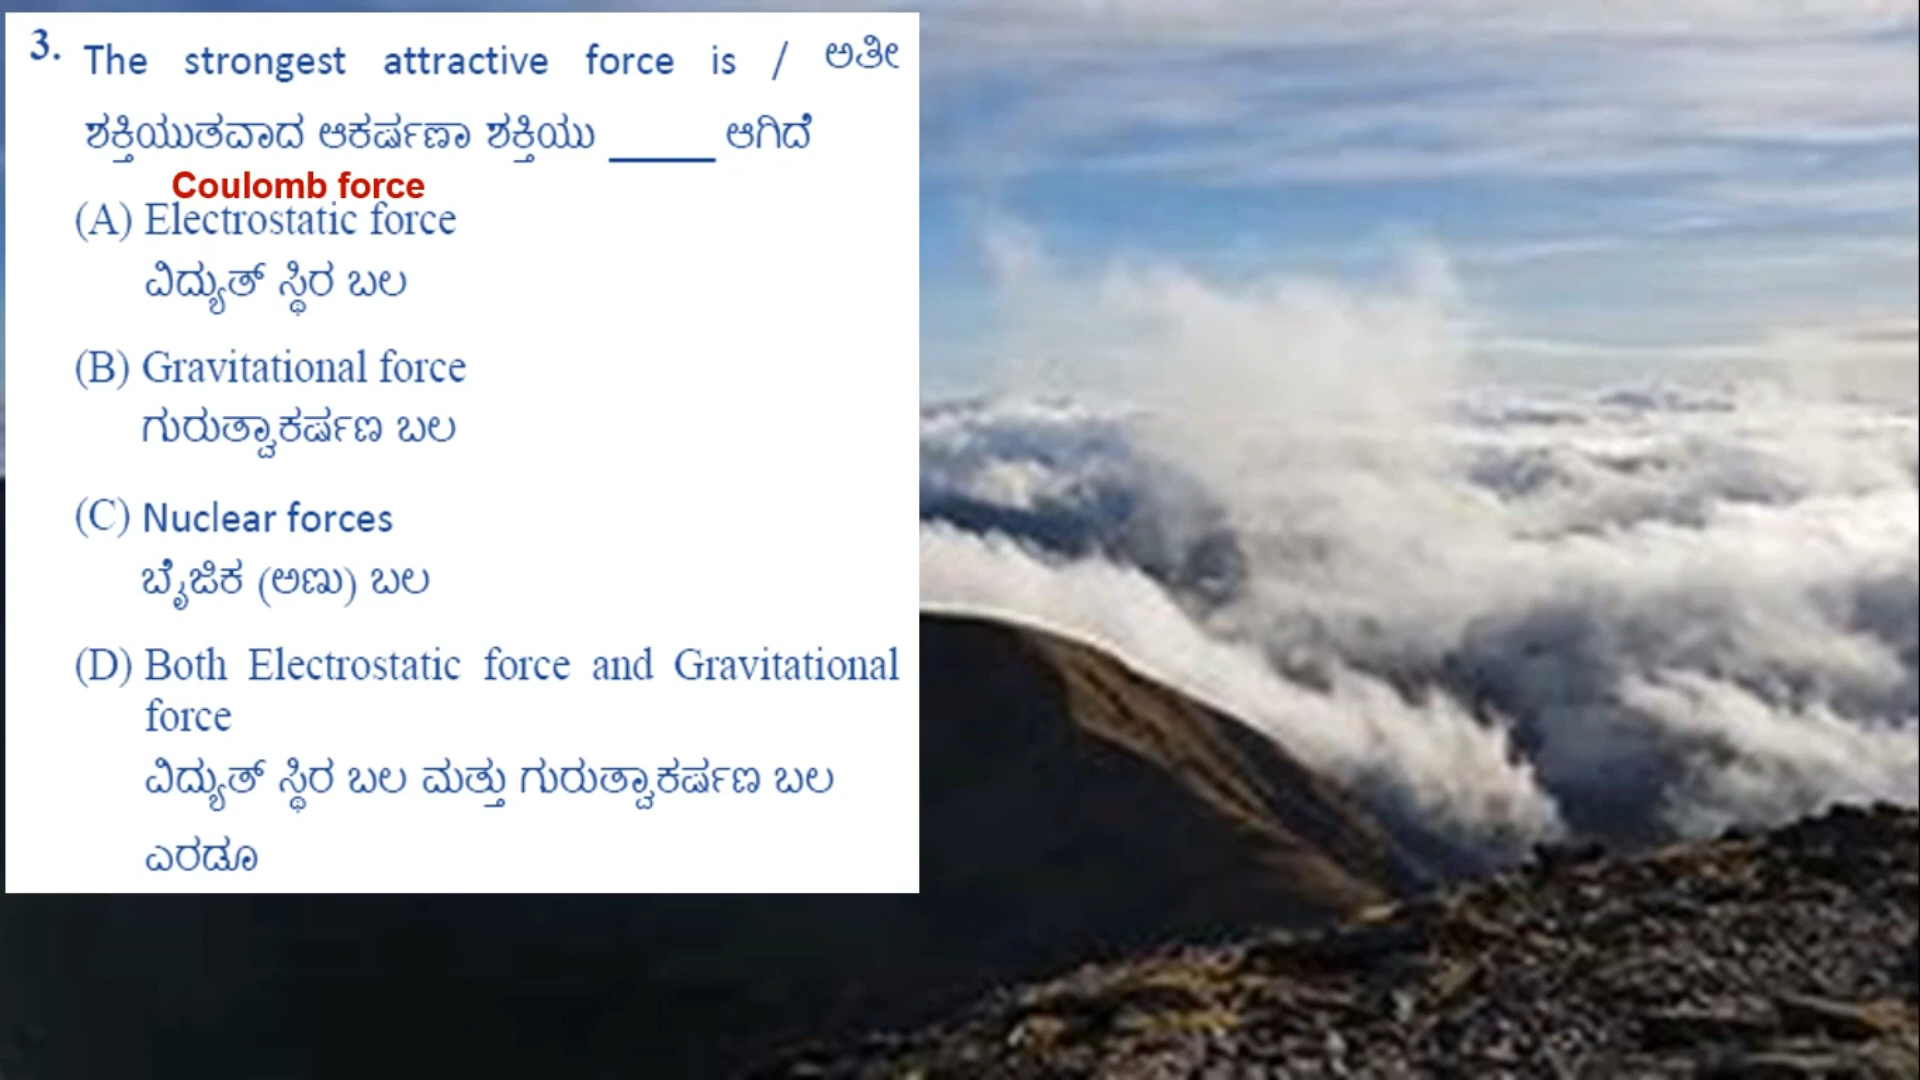 3. The strongest attractive force is / ಅತೀ
ಶಕ್ತಿಯುತವಾದ ಆಕರ್ಷಣಾ ಶಕ್ತಿಯು _____ ಆಗಿದೆ
Coulomb force
(A) Electrostatic force
ವಿದ್ಯುತ್ ಸ್ಥಿರ ಬಲ
(B) Gravitational force
ಗುರುತ್ವಾಕರ್ಷಣ ಬಲ
(C) Nuclear forces
ಬೈಜಿಕ (ಅಣು) ಬಲ
(D) Both Electrostatic force and Gravitational
force
ವಿದ್ಯುತ್ ಸ್ಥಿರ ಬಲ ಮತ್ತು ಗುರುತ್ವಾಕರ್ಷಣ ಬಲ
ಎರಡೂ